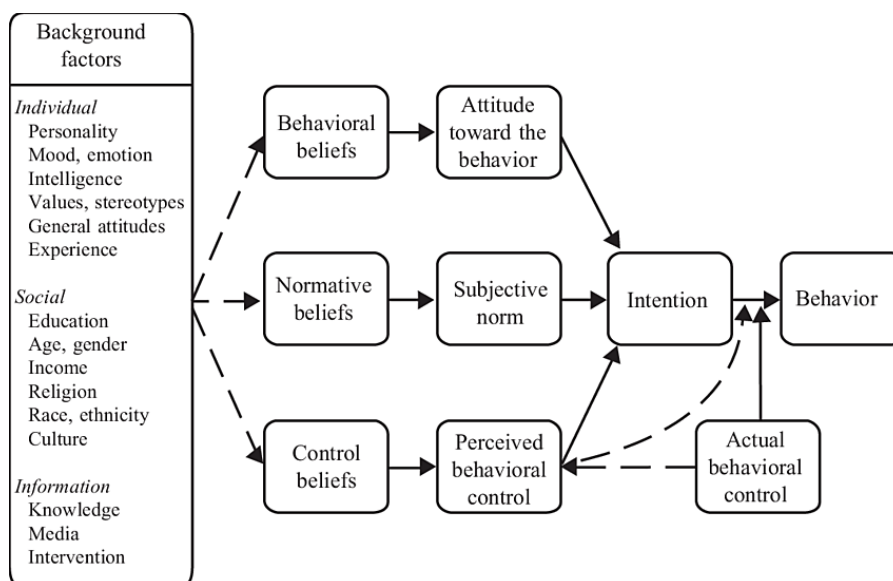 Background
factors
Individual
Personality
Mood, emotion
Intelligence
Values, stereotypes
General attitudes
Experience
Social
Education
Age, gender
Income
Religion
Race, ethnicity
Culture
Information
Knowledge
Media
Intervention
Behavioral
beliefs
Attitude
toward the
behavior
Normative
beliefs
Subjective
norm
Intention
Behavior
Control
beliefs
Perceived
behavioral
control
Actual
behavioral
control